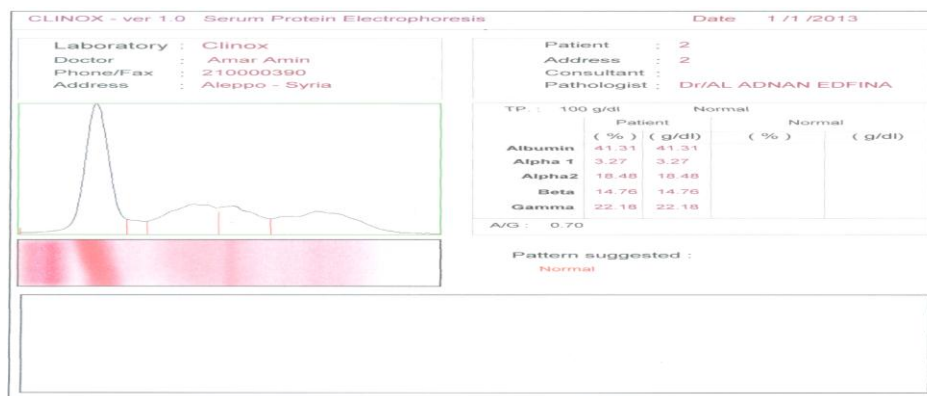 CLINOX - ver 1.0 Serum Protein Electrophoresis Date 1 /1 /2013
Laboratory : Clinox
Doctor : Amar Amin
Phone/Fax : 210000390
Address : Aleppo - Syria
Patient : 2
Address : 2
Consultant :
Pathologist : Dr/AL ADNAN EDFINA
TP. : 100 g/dl Normal
Patient Normal
( % ) ( g/dl) ( % ) ( g/dl)
Albumin 41.31 41.31
Alpha 1 3.27 3.27
Alpha2 18.48 18.48
Beta 14.76 14.76
Gamma 22.18 22.18
A/G : 0.70
Pattern suggested :
Normal